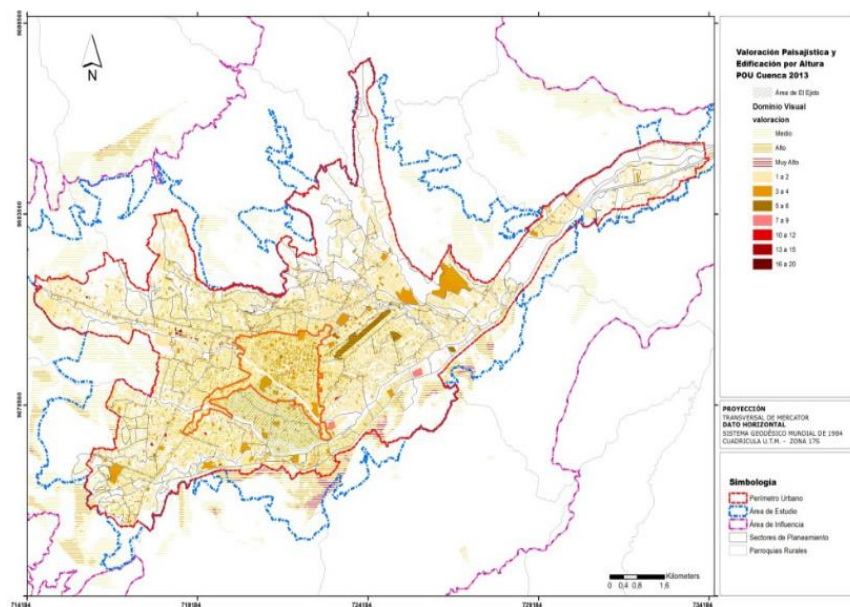 N
Valoración Paisajística y
Edificación por Altura
POU Cuenca 2013
Área de El Ejido
Dominio Visual
valoracion
Medio
Alto
Muy Alto
1 a 2
3 a 4
5 a 6
7 a 9
10 a 12
13 a 15
16 a 20
PROYECCIÓN
TRANSVERSAL DE MERCATOR
DATO HORIZONTAL
SISTEMA GEODÉSICO MUNDIAL DE 1984
CUADRÍCULA U.T.M. - ZONA 17S
Simbología
Perímetro Urbano
Área de Estudio
Área de Influencia
Sectores de Planeamiento
Parroquias Rurales
Kilometers
0 0,4 0,8 1,6
714184
719184
724184
729184
734184